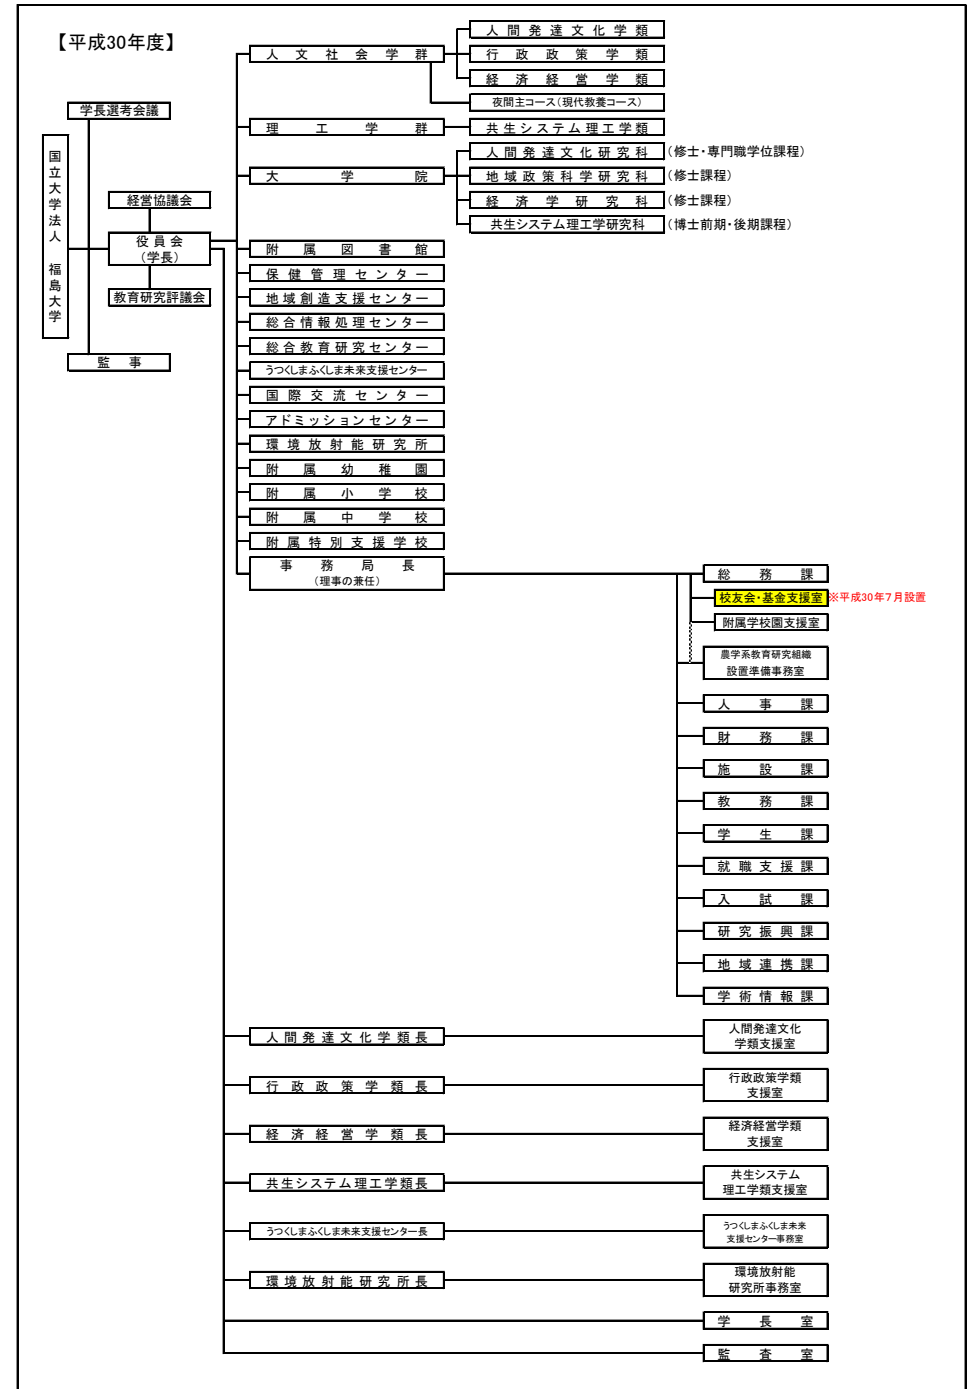 【平成30年度】
人文社会学群
人間発達文化学類
行政政策学類
経済経営学類
夜間主コース(現代教養コース)
学長選考会議
理工学群
共生システム理工学類
国立大学法人 福島大学
大学院
人間発達文化研究科 (修士・専門職学位課程)
地域政策科学研究科 (修士課程)
経済学研究科 (修士課程)
共生システム理工学研究科 (博士前期・後期課程)
経営協議会
役員会
(学長)
教育研究評議会
監事
附属図書館
保健管理センター
地域創造支援センター
総合情報処理センター
総合教育研究センター
うつくしまふくしま未来支援センター
国際交流センター
アドミッションセンター
環境放射能研究所
附属幼稚園
附属小学校
附属中学校
附属特別支援学校
事務局長
(理事の兼任)
総務課
校友会・基金支援室 ※平成30年7月設置
附属学校園支援室
農学系教育研究組織
設置準備事務室
人事課
財務課
施設課
教務課
学生課
就職支援課
入試課
研究振興課
地域連携課
学術情報課
人間発達文化学類長
人間発達文化
学類支援室
行政政策学類長
行政政策学類
支援室
経済経営学類長
経済経営学類
支援室
共生システム理工学類長
共生システム
理工学類支援室
うつくしまふくしま未来支援センター長
うつくしまふくしま未来
支援センター事務室
環境放射能研究所長
環境放射能
研究所事務室
学長室
監査室